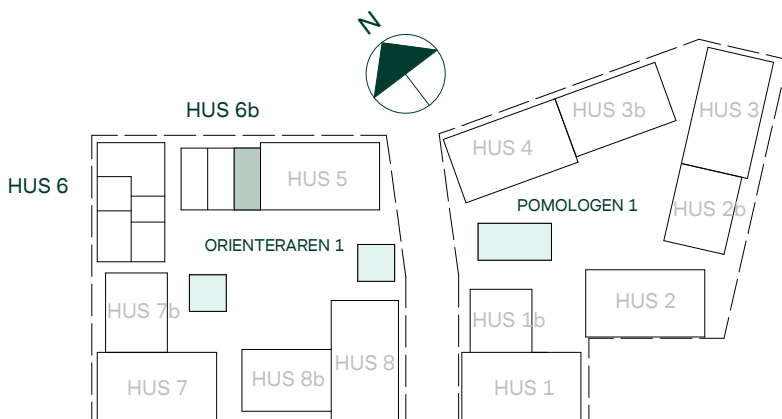 N
HUS 6b
HUS 3b
HUS 3
HUS 4
HUS 6
HUS 5
POMOLOGEN 1
HUS 2b
ORIENTERAREN 1
HUS 7b
HUS 1b
HUS 2
HUS 8
HUS 8b
HUS 7
HUS 1